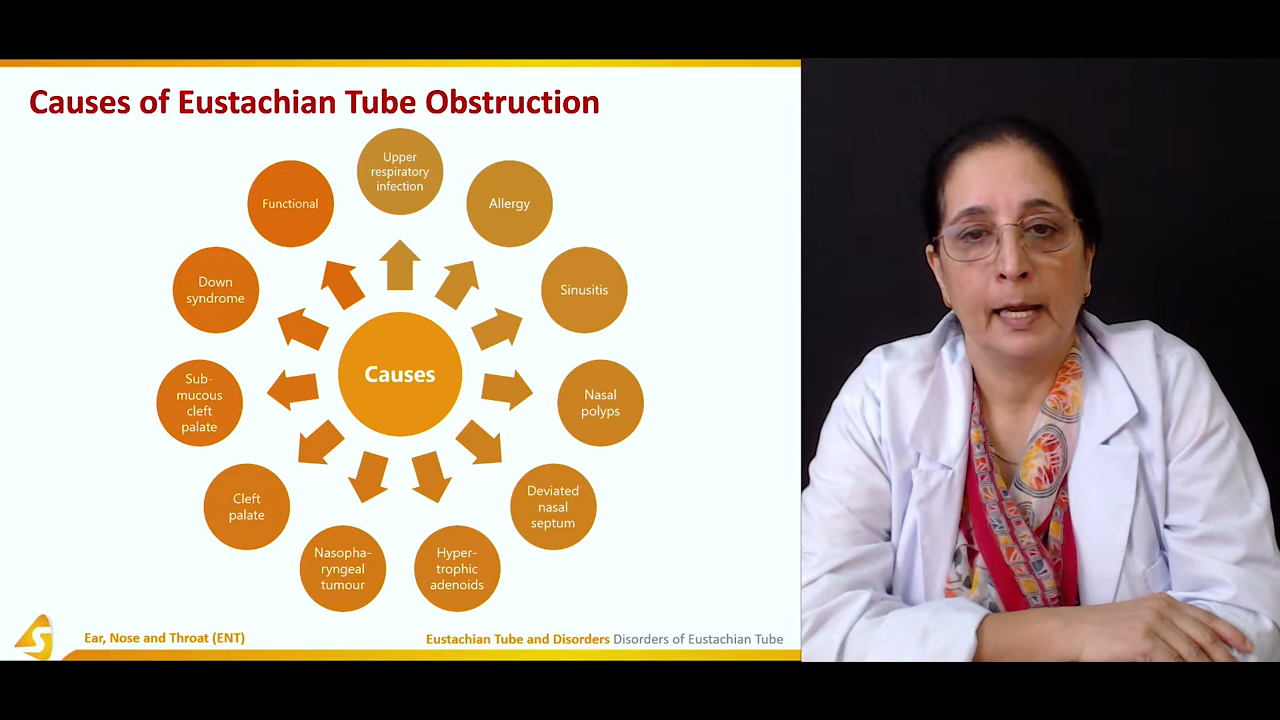 Causes of Eustachian Tube Obstruction
Upper
respiratory
infection
Allergy
Sinusitis
Nasal
polyps
Deviated
nasal
septum
Hyper-
trophic
adenoids
Nasopha-
ryngeal
tumour
Cleft
palate
Sub-
mucous
cleft
palate
Down
syndrome
Functional
Causes
Ear, Nose and Throat (ENT)
Eustachian Tube and Disorders Disorders of Eustachian Tube